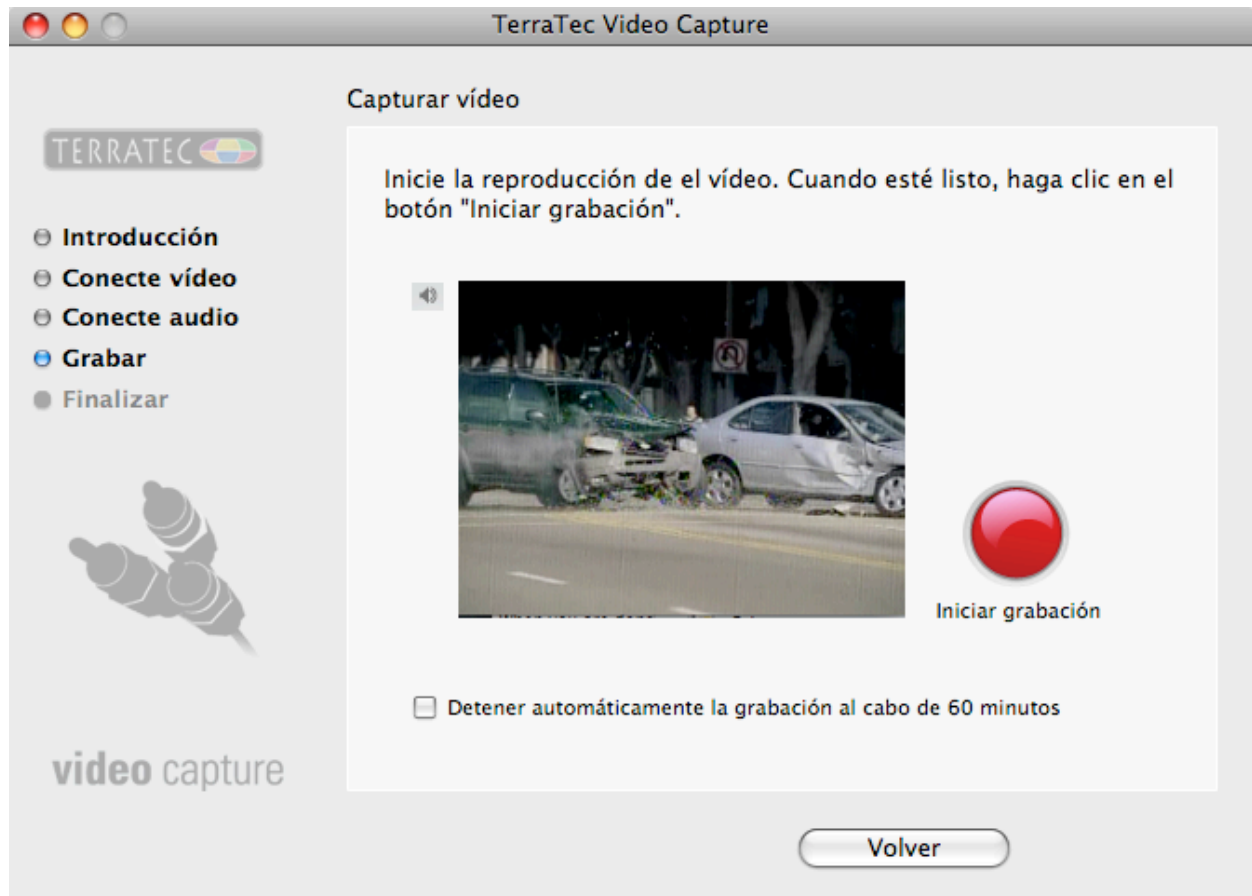 TerraTec Video Capture
TERRATEC
Introducción
Conecte vídeo
Conecte audio
Grabar
Finalizar
video capture
Capturar vídeo
Inicie la reproducción de el vídeo. Cuando esté listo, haga clic en el
botón "Iniciar grabación".
Iniciar grabación
Detener automáticamente la grabación al cabo de 60 minutos
Volver